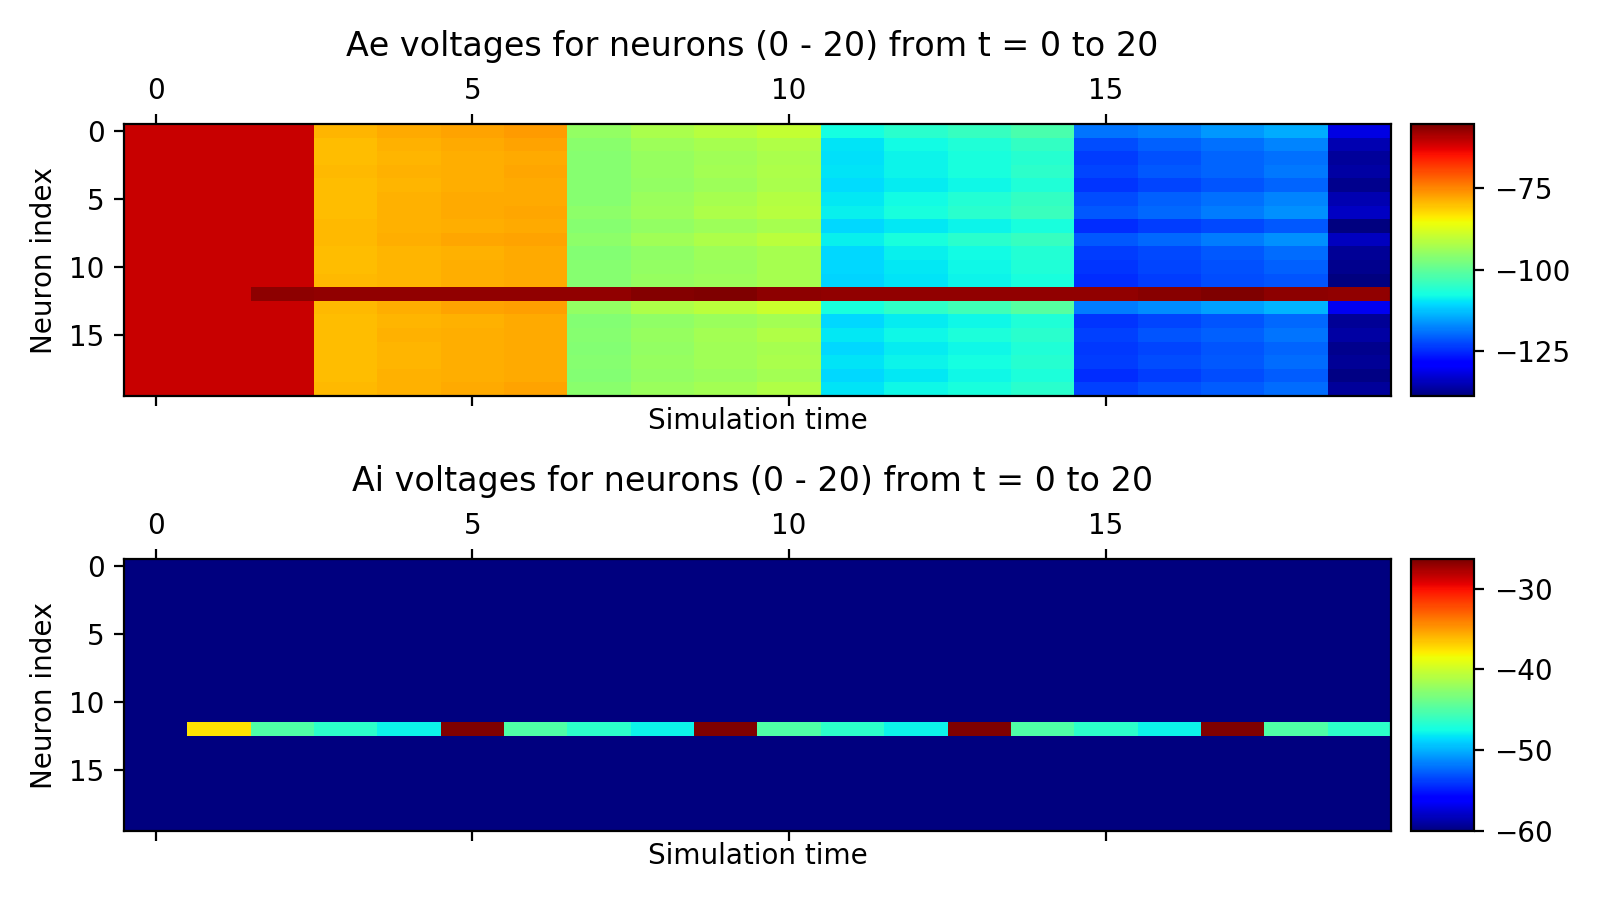 Ae voltages for neurons (0 - 20) from t = 0 to 20
0 5 10 15
Neuron index
0
5
10
15
Simulation time
−75
−100
−125
Ai voltages for neurons (0 - 20) from t = 0 to 20
0 5 10 15
Neuron index
0
5
10
15
Simulation time
−30
−40
−50
−60